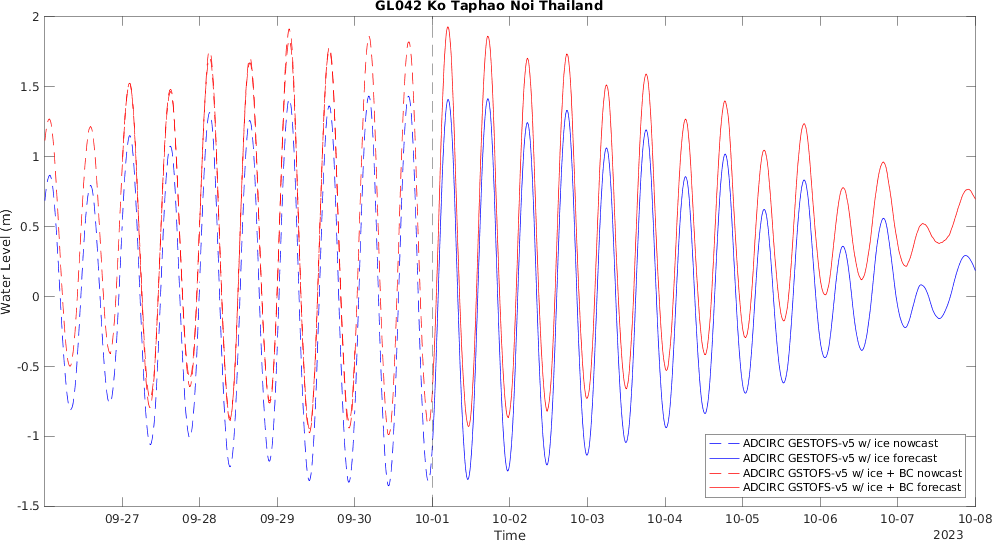 GL042 Ko Taphao Noi Thailand
Water Level (m)
2
1.5
1
0.5
0
-0.5
-1
-1.5
09-27 09-28 09-29 09-30 10-01 10-02 10-03 10-04 10-05 10-06 10-07 10-08
Time
2023
ADCIRC GESTOFS-v5 w/ ice nowcast
ADCIRC GESTOFS-v5 w/ ice forecast
ADCIRC GSTOFS-v5 w/ ice + BC nowcast
ADCIRC GSTOFS-v5 w/ ice + BC forecast